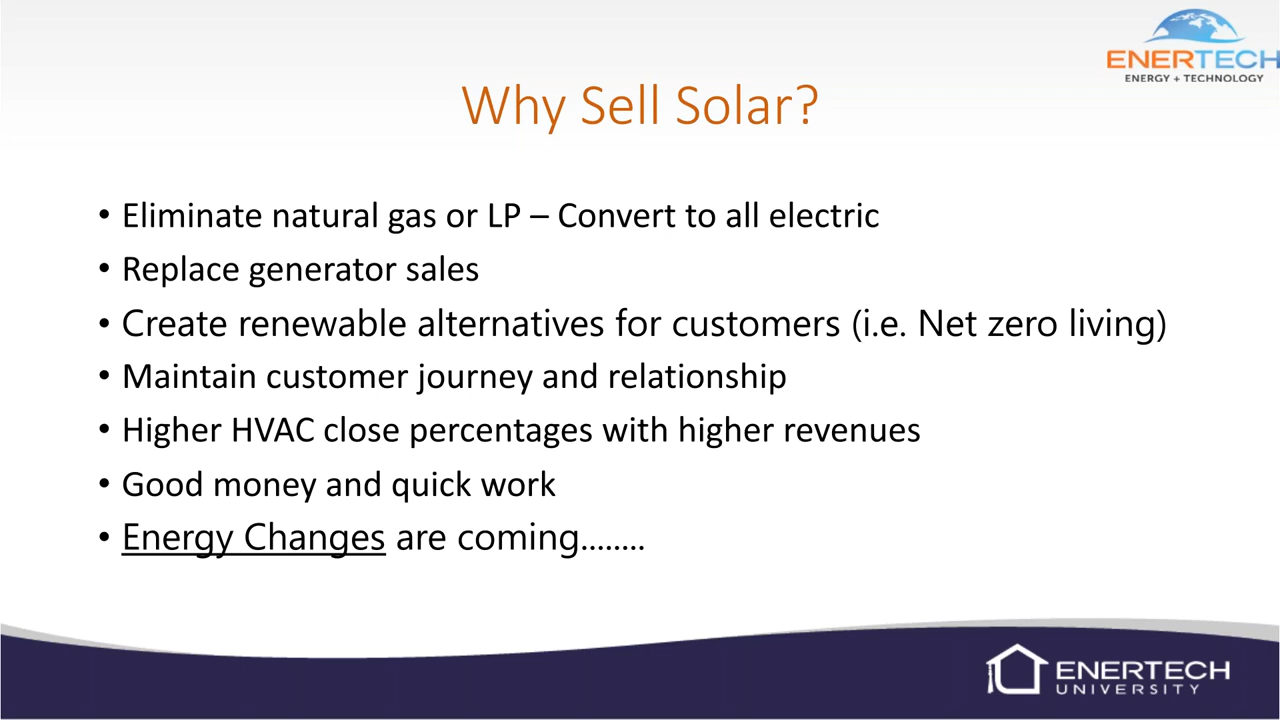 ENERTECH
ENERGY + TECHNOLOGY
Why Sell Solar?
• Eliminate natural gas or LP – Convert to all electric
• Replace generator sales
• Create renewable alternatives for customers (i.e. Net zero living)
• Maintain customer journey and relationship
• Higher HVAC close percentages with higher revenues
• Good money and quick work
• Energy Changes are coming........
ENERTECH
UNIVERSITY